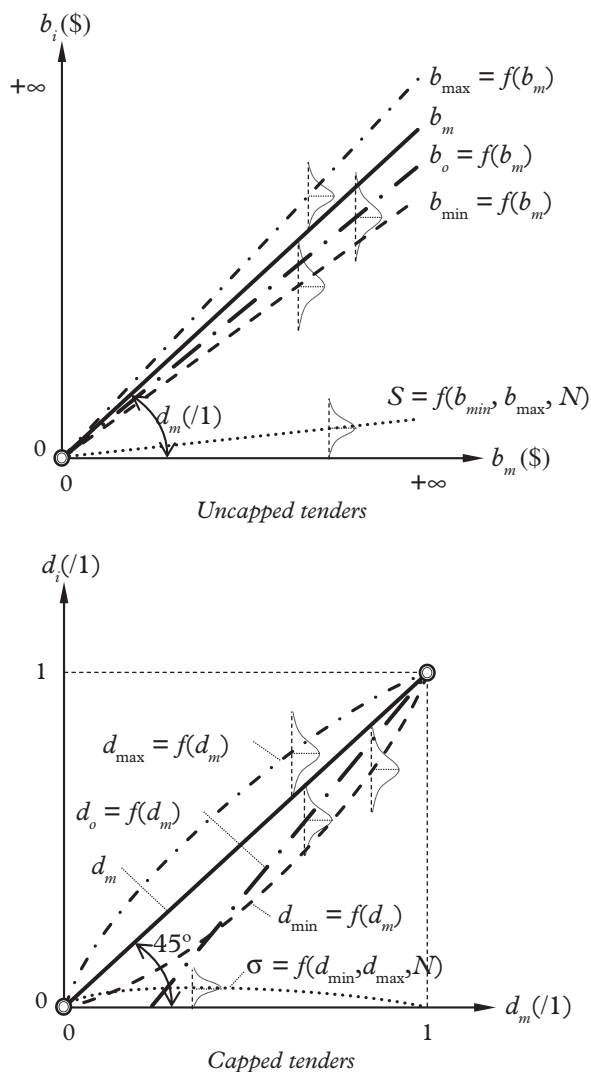 b_i($)
+∞
b_max = f(b_m)
b_m
b_o = f(b_m)
b_min = f(b_m)
d_m(/1)
S = f(b_min, b_max, N)
0
b_m($)
0
+∞
Uncapped tenders
d_i(/1)
1
d_max = f(d_m)
d_o = f(d_m)
d_m
d_min = f(d_m)
45º
σ = f(d_min,d_max,N)
0
d_m(/1)
0
1
Capped tenders